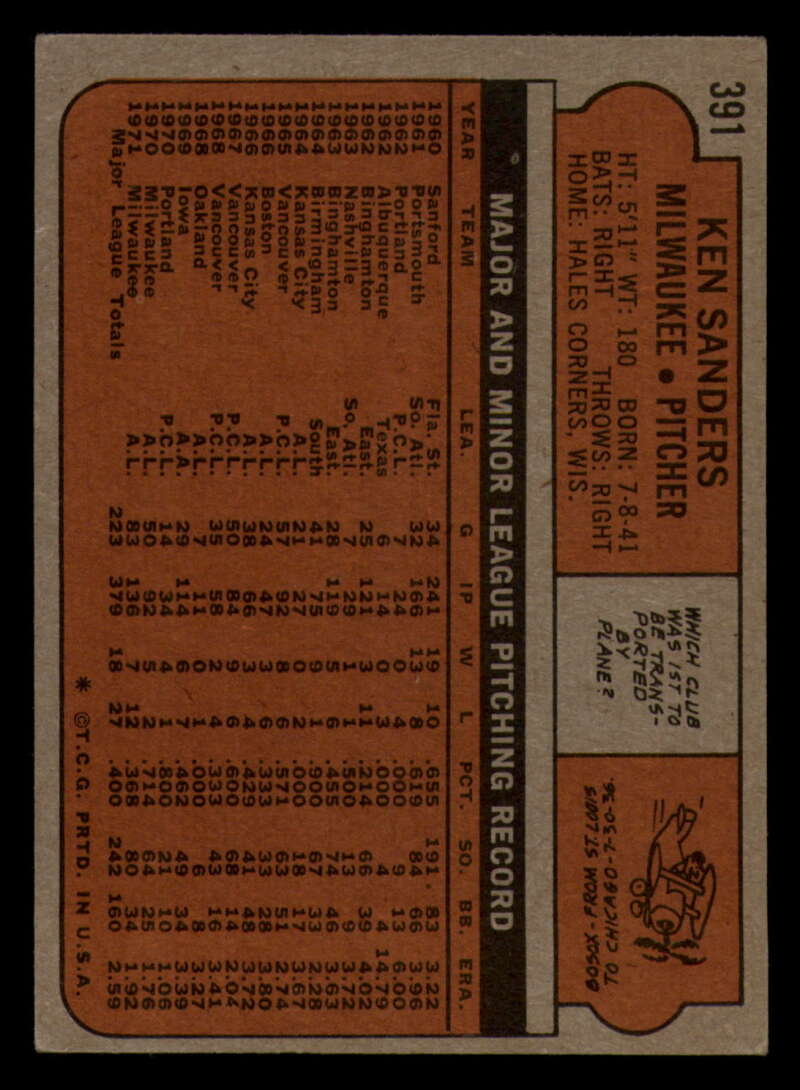 391
KEN SANDERS
MILWAUKEE • PITCHER
HT: 5'11" WT: 180 BORN: 7-8-41
BATS: RIGHT THROWS: RIGHT
HOME: HALES CORNERS, WIS.
WHICH CLUB
WAS 1ST TO
BE TRANS-
PORTED
BY
PLANE?
BOSOX-FROM ST. LOUIS
TO CHICAGO-7-30-36.
MAJOR AND MINOR LEAGUE PITCHING RECORD
YEAR TEAM LEA. G IP W L PCT. SO. BB. ERA.
1960 Sanford Fla. St. 34 241 19 10 .655 191 83 3.22
1961 Portsmouth So. Atl. 32 166 13 8 .619 84 66 3.96
1962 Portland P.C.L. 7 24 0 4 .000 9 13 6.00
1962 Albuquerque Texas 6 14 0 3 .000 4 4 14.79
1962 Binghamton East. 25 121 3 11 .214 66 39 4.02
1963 Nashville So. Atl. 7 29 1 1 .500 13 9 3.72
1963 Binghamton East. 28 119 5 6 .455 74 46 3.63
1964 Birmingham South 41 75 9 1 .900 67 33 2.28
1964 Kansas City A.L. 21 27 0 2 .000 18 17 3.67
1965 Vancouver P.C.L. 57 92 8 6 .571 63 51 2.74
1966 Boston A.L. 24 47 3 6 .333 33 28 3.80
1966 Kansas City A.L. 38 66 3 4 .429 41 48 3.72
1967 Vancouver P.C.L. 50 84 9 6 .600 68 14 2.04
1968 Vancouver P.C.L. 35 58 2 4 .333 43 16 3.41
1968 Oakland A.L. 7 11 0 1 .000 6 8 3.27
1969 Iowa A.A. 29 114 6 7 .462 49 34 3.39
1970 Portland P.C.L. 14 34 4 1 .800 21 10 1.06
1970 Milwaukee A.L. 50 92 5 2 .714 64 25 1.76
1971 Milwaukee A.L. 83 136 7 12 .368 80 34 1.92
Major League Totals 223 379 18 27 .400 242 160 2.59
* ©T.C.G. PRTD. IN U.S.A.